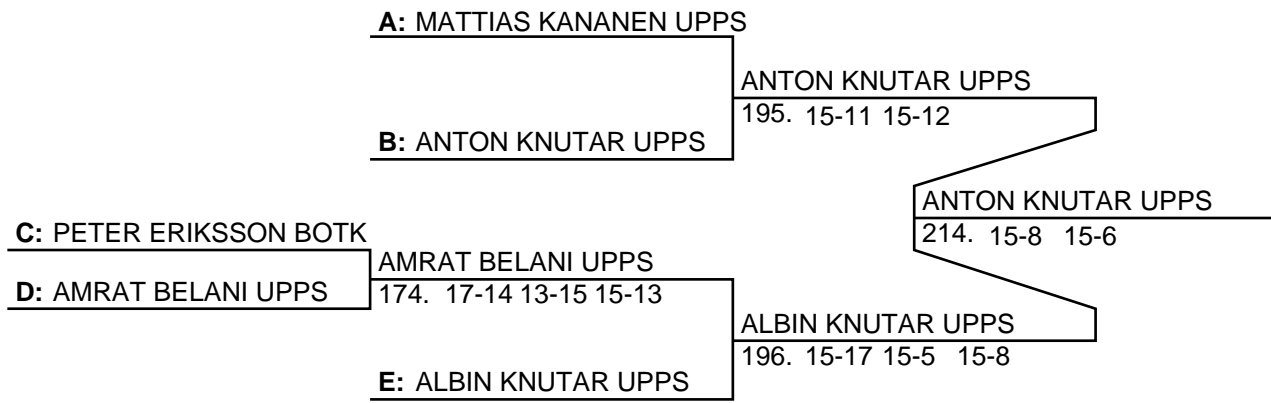 A: MATTIAS KANANEN UPPS
ANTON KNUTAR UPPS
195. 15-11 15-12
B: ANTON KNUTAR UPPS
ANTON KNUTAR UPPS
214. 15-8 15-6
C: PETER ERIKSSON BOTK
AMRAT BELANI UPPS
174. 17-14 13-15 15-13
D: AMRAT BELANI UPPS
ALBIN KNUTAR UPPS
196. 15-17 15-5 15-8
E: ALBIN KNUTAR UPPS